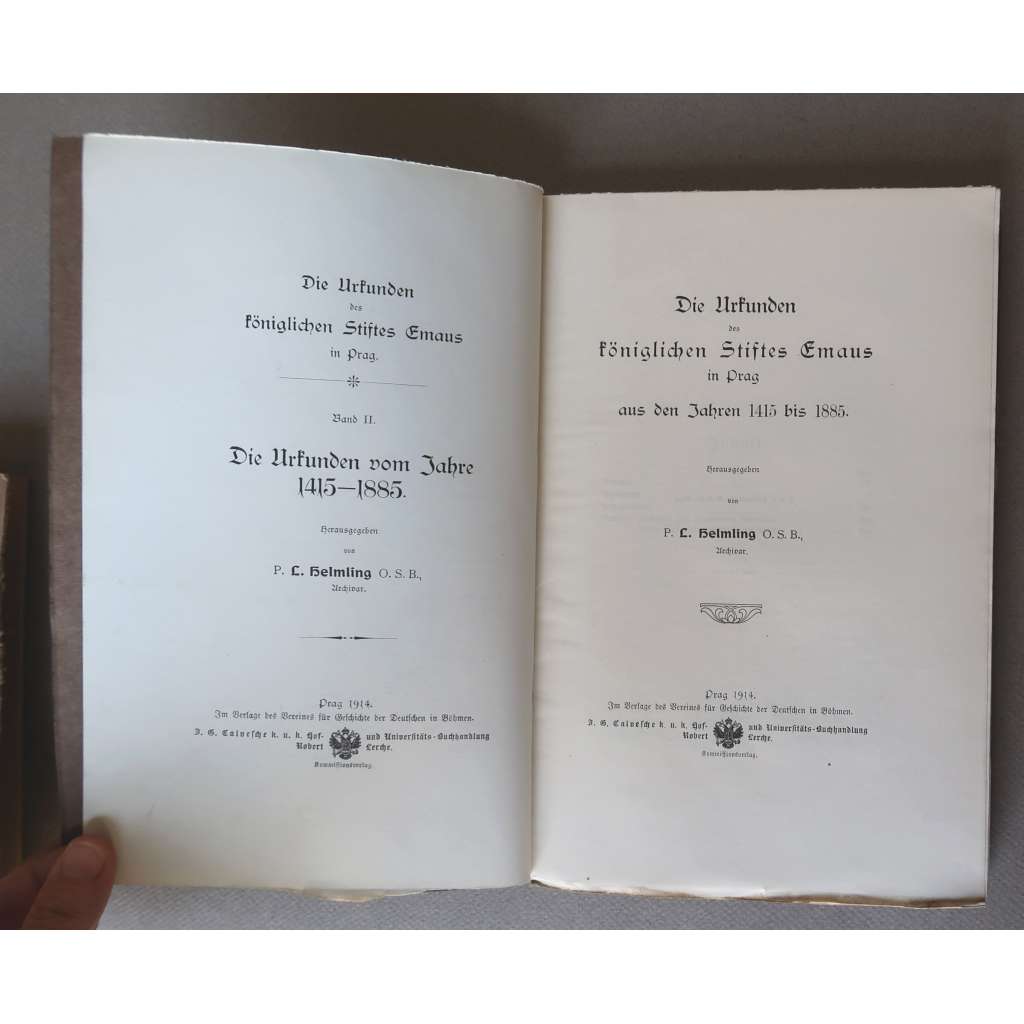 Die Urkunden
des
königlichen Stiftes Emaus
in Prag.
Band II.
Die Urkunden vom Jahre
1415—1885.
Herausgegeben
von
P. L. Helmling O. S. B.,
Archivar.
Prag 1914.
Im Verlage des Vereines für Geschichte der Deutschen in Böhmen.
J. G. Calvesche k. u. k. Hof- und Universitäts-Buchhandlung
Robert Lerche.
Kommissionsverlag.
Die Urkunden
des
königlichen Stiftes Emaus
in Prag
aus den Jahren 1415 bis 1885.
Herausgegeben
von
P. L. Helmling O. S. B.,
Archivar.
Prag 1914.
Im Verlage des Vereines für Geschichte der Deutschen in Böhmen.
J. G. Calvesche k. u. k. Hof- und Universitäts-Buchhandlung
Robert Lerche.
Kommissionsverlag.